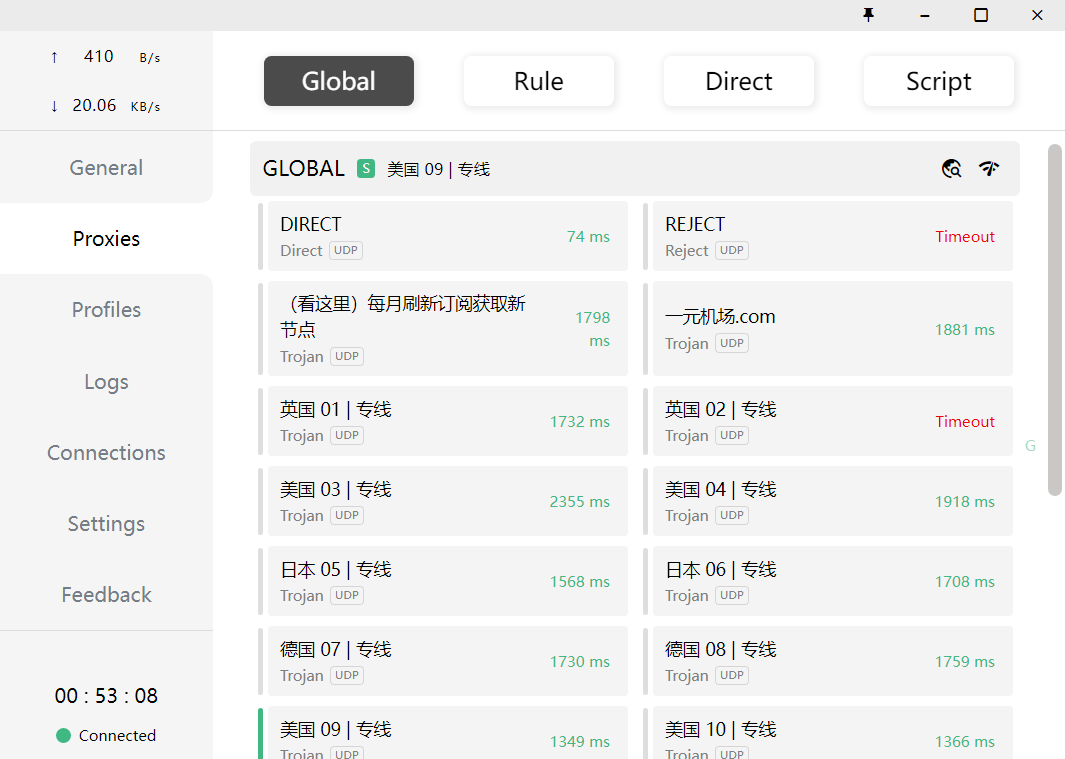 ↑ 410 B/s
↓ 20.06 KB/s
General
Proxies
Profiles
Logs
Connections
Settings
Feedback
00 : 53 : 08
Connected
Global Rule Direct Script
GLOBAL S 美国 09 | 专线
DIRECT
Direct UDP
74 ms
REJECT
Reject UDP
Timeout
（看这里）每月刷新订阅获取新
节点
Trojan UDP
1798
ms
一元机场.com
Trojan UDP
1881 ms
英国 01 | 专线
Trojan UDP
1732 ms
英国 02 | 专线
Trojan UDP
Timeout
美国 03 | 专线
Trojan UDP
2355 ms
美国 04 | 专线
Trojan UDP
1918 ms
日本 05 | 专线
Trojan UDP
1568 ms
日本 06 | 专线
Trojan UDP
1708 ms
德国 07 | 专线
Trojan UDP
1730 ms
德国 08 | 专线
Trojan UDP
1759 ms
美国 09 | 专线
Trojan UDP
1349 ms
美国 10 | 专线
Trojan UDP
1366 ms
G